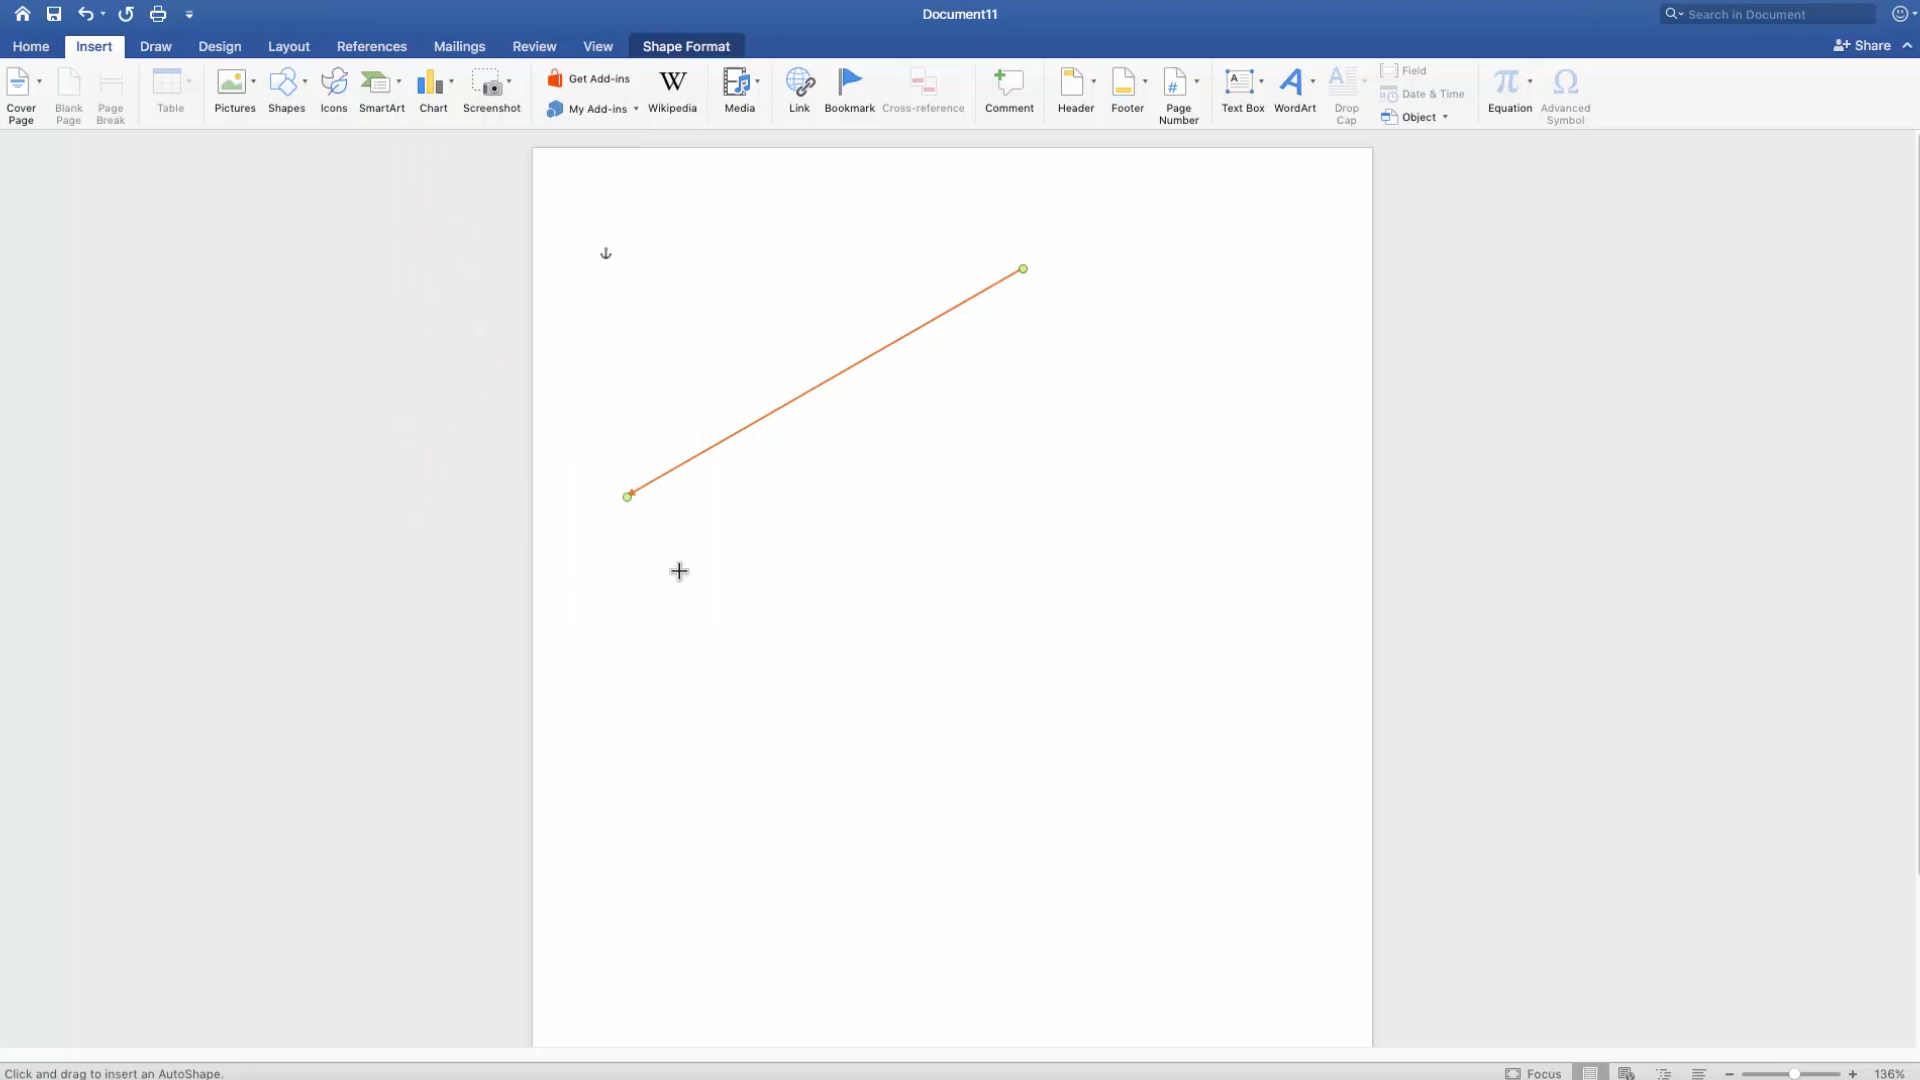 Document11
Search in Document
Home Insert Draw Design Layout References Mailings Review View Shape Format
Share
Cover Page
Blank Page
Page Break
Table
Pictures
Shapes
Icons
SmartArt
Chart
Screenshot
Get Add-ins
My Add-ins
W
Wikipedia
Media
Link
Bookmark
Cross-reference
Comment
Header
Footer
#
Page Number
A
Text Box
A
WordArt
A
Drop Cap
Field
Date & Time
Object
π
Equation
Ω
Advanced Symbol
Click and drag to insert an AutoShape.
Focus
136%